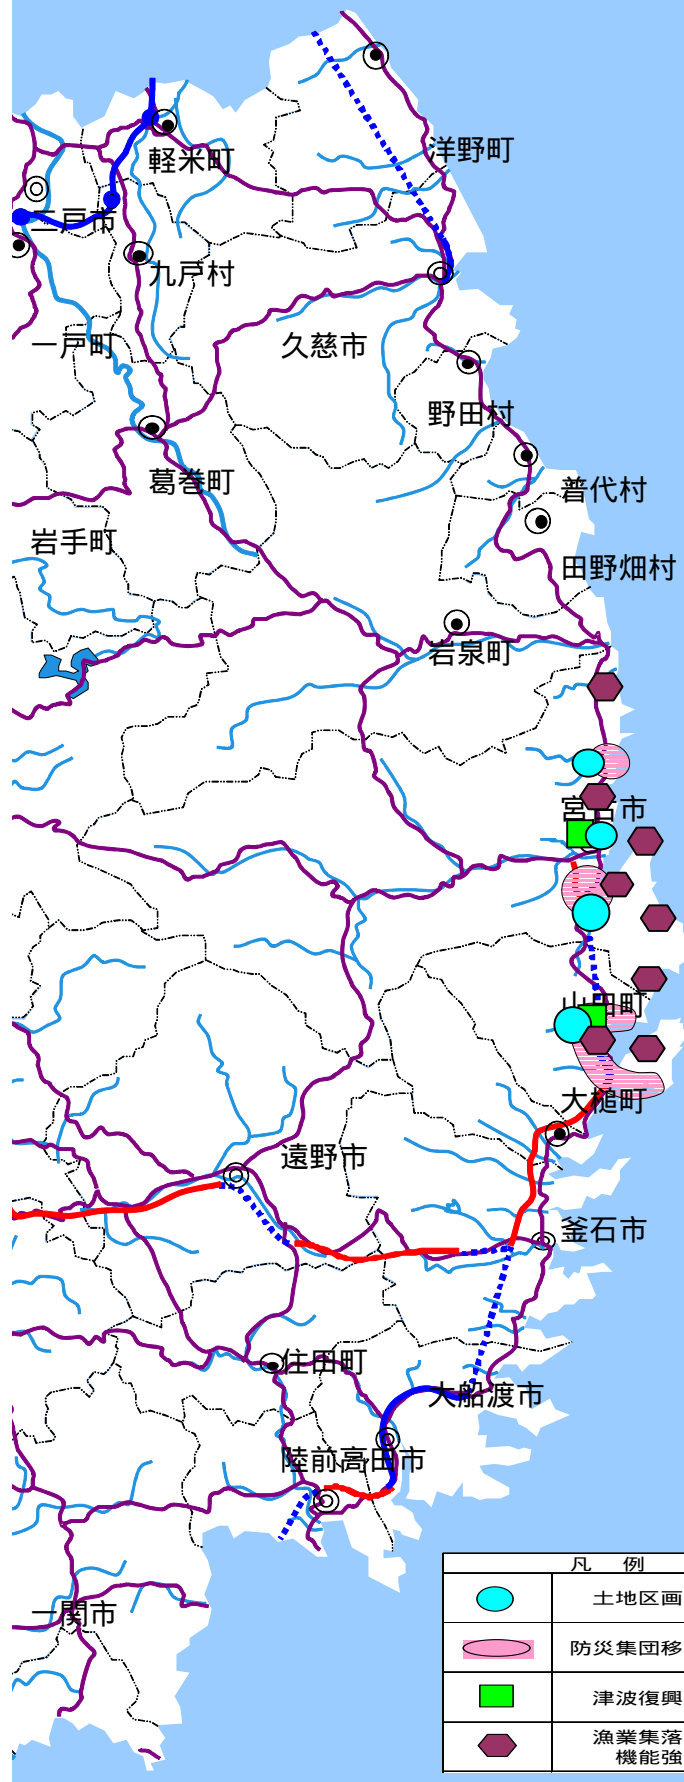 洋野町
軽米町
二戸市
九戸村
一戸町
久慈市
野田村
葛巻町
普代村
岩手町
田野畑村
岩泉町
宮古市
山田町
大槌町
遠野市
釜石市
住田町
大船渡市
陸前高田市
一関市
凡 例
土地区画
防災集団移
津波復興
漁業集落
機能強